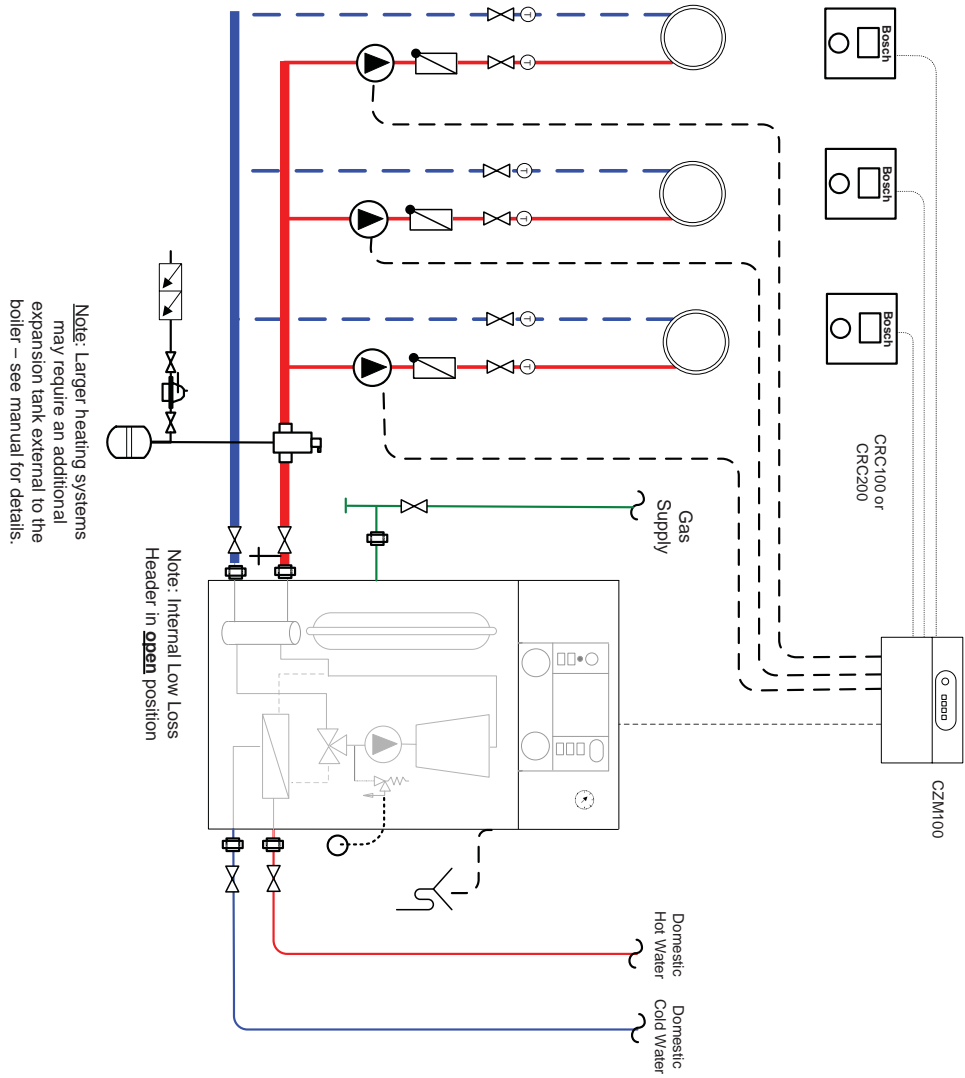 Bosch
Bosch
Bosch
CRC100 or
CRC200
CZM100
T
T
T
T
T
T
Gas
Supply
Note: Larger heating systems
may require an additional
expansion tank external to the
boiler – see manual for details.
Note: Internal Low Loss
Header in open position
Domestic
Hot Water
Domestic
Cold Water